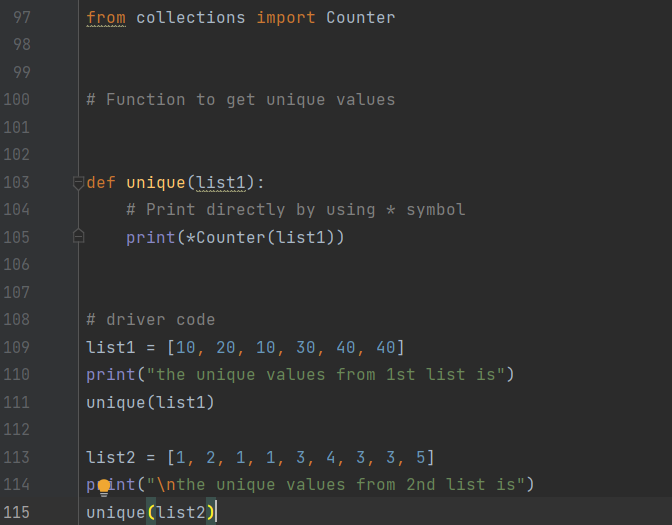 97 from collections import Counter
98
99
100 # Function to get unique values
101
102
103 def unique(list1):
104     # Print directly by using * symbol
105     print(*Counter(list1))
106
107
108 # driver code
109 list1 = [10, 20, 10, 30, 40, 40]
110 print("the unique values from 1st list is")
111 unique(list1)
112
113 list2 = [1, 2, 1, 1, 3, 4, 3, 3, 5]
114 print("\nthe unique values from 2nd list is")
115 unique(list2)